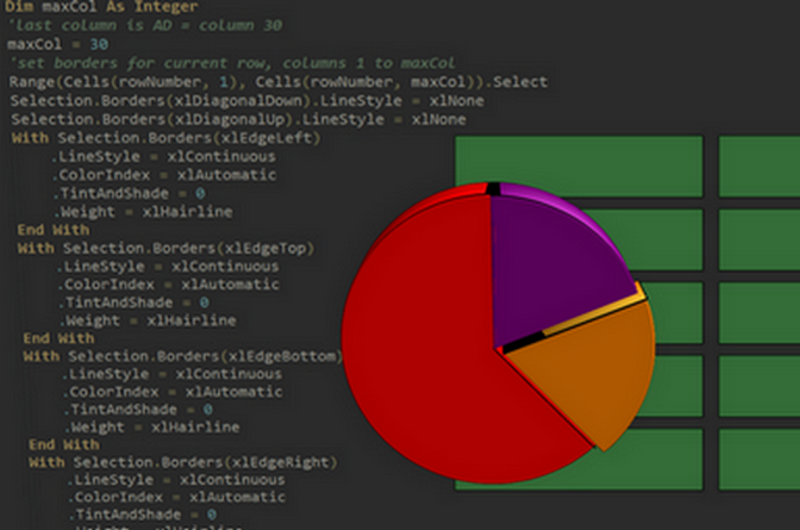 Dim maxCol As Integer
'last column is AD = column 30
maxCol = 30
'set borders for current row, columns 1 to maxCol
Range(Cells(rowNumber, 1), Cells(rowNumber, maxCol)).Select
Selection.Borders(xlDiagonalDown).LineStyle = xlNone
Selection.Borders(xlDiagonalUp).LineStyle = xlNone
With Selection.Borders(xlEdgeLeft)
.LineStyle = xlContinuous
.ColorIndex = xlAutomatic
.TintAndShade = 0
.Weight = xlHairline
End With
With Selection.Borders(xlEdgeTop)
.LineStyle = xlContinuous
.ColorIndex = xlAutomatic
.TintAndShade = 0
.Weight = xlHairline
End With
With Selection.Borders(xlEdgeBottom)
.LineStyle = xlContinuous
.ColorIndex = xlAutomatic
.TintAndShade = 0
.Weight = xlHairline
End With
With Selection.Borders(xlEdgeRight)
.LineStyle = xlContinuous
.ColorIndex = xlAutomatic
.TintAndShade = 0
.Weight = xlHairline